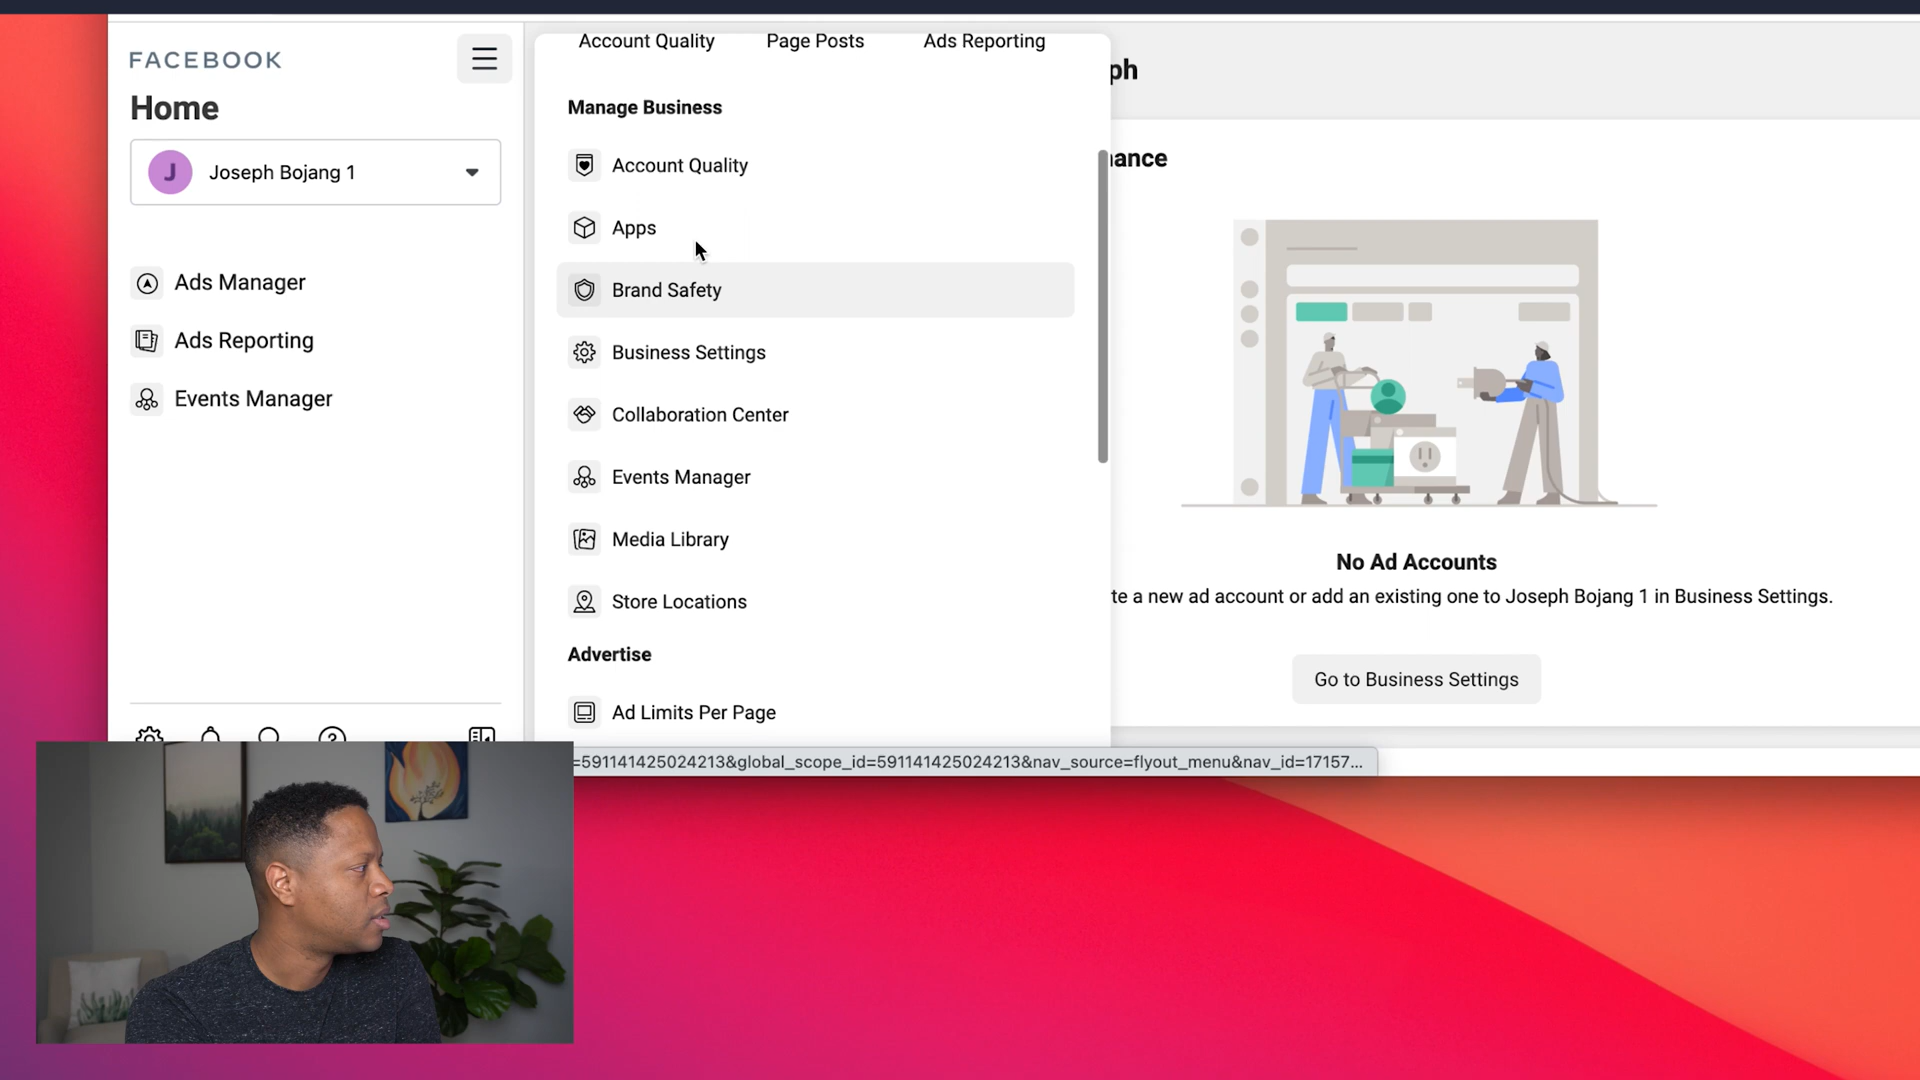 FACEBOOK
Home
J
Joseph Bojang 1
Ads Manager
Ads Reporting
Events Manager
Account Quality
Page Posts
Ads Reporting
Manage Business
Account Quality
Apps
Brand Safety
Business Settings
Collaboration Center
Events Manager
Media Library
Store Locations
Advertise
Ad Limits Per Page
=591141425024213&global_scope_id=591141425024213&nav_source=flyout_menu&nav_id=17157...
ph
ance
No Ad Accounts
te a new ad account or add an existing one to Joseph Bojang 1 in Business Settings.
Go to Business Settings